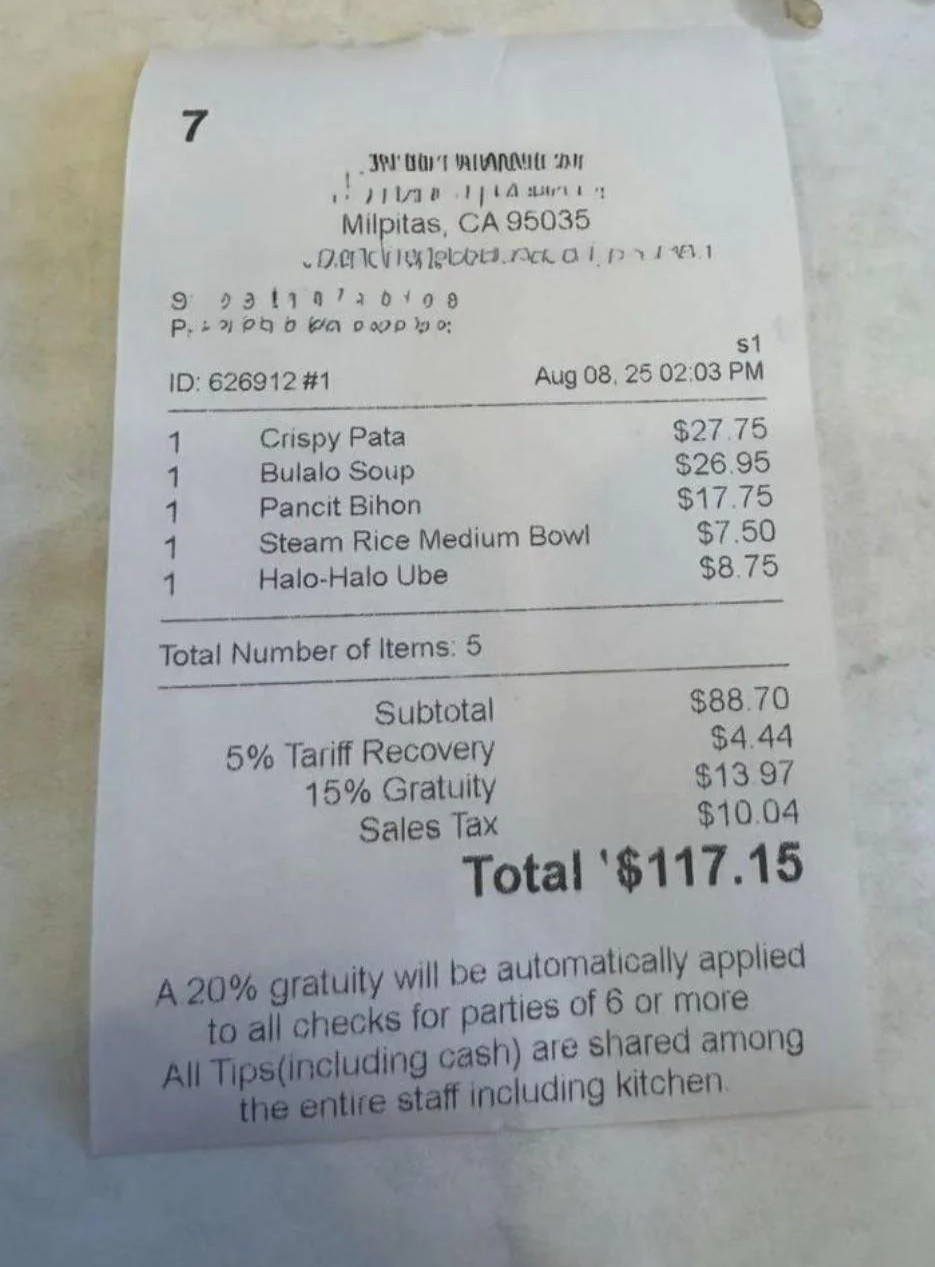 7
Milpitas, CA 95035
s1
ID: 626912 #1 Aug 08, 25 02:03 PM
1 Crispy Pata $27.75
1 Bulalo Soup $26.95
1 Pancit Bihon $17.75
1 Steam Rice Medium Bowl $7.50
1 Halo-Halo Ube $8.75
Total Number of Items: 5
Subtotal $88.70
5% Tariff Recovery $4.44
15% Gratuity $13.97
Sales Tax $10.04
Total $117.15
A 20% gratuity will be automatically applied
to all checks for parties of 6 or more
All Tips(including cash) are shared among
the entire staff including kitchen.